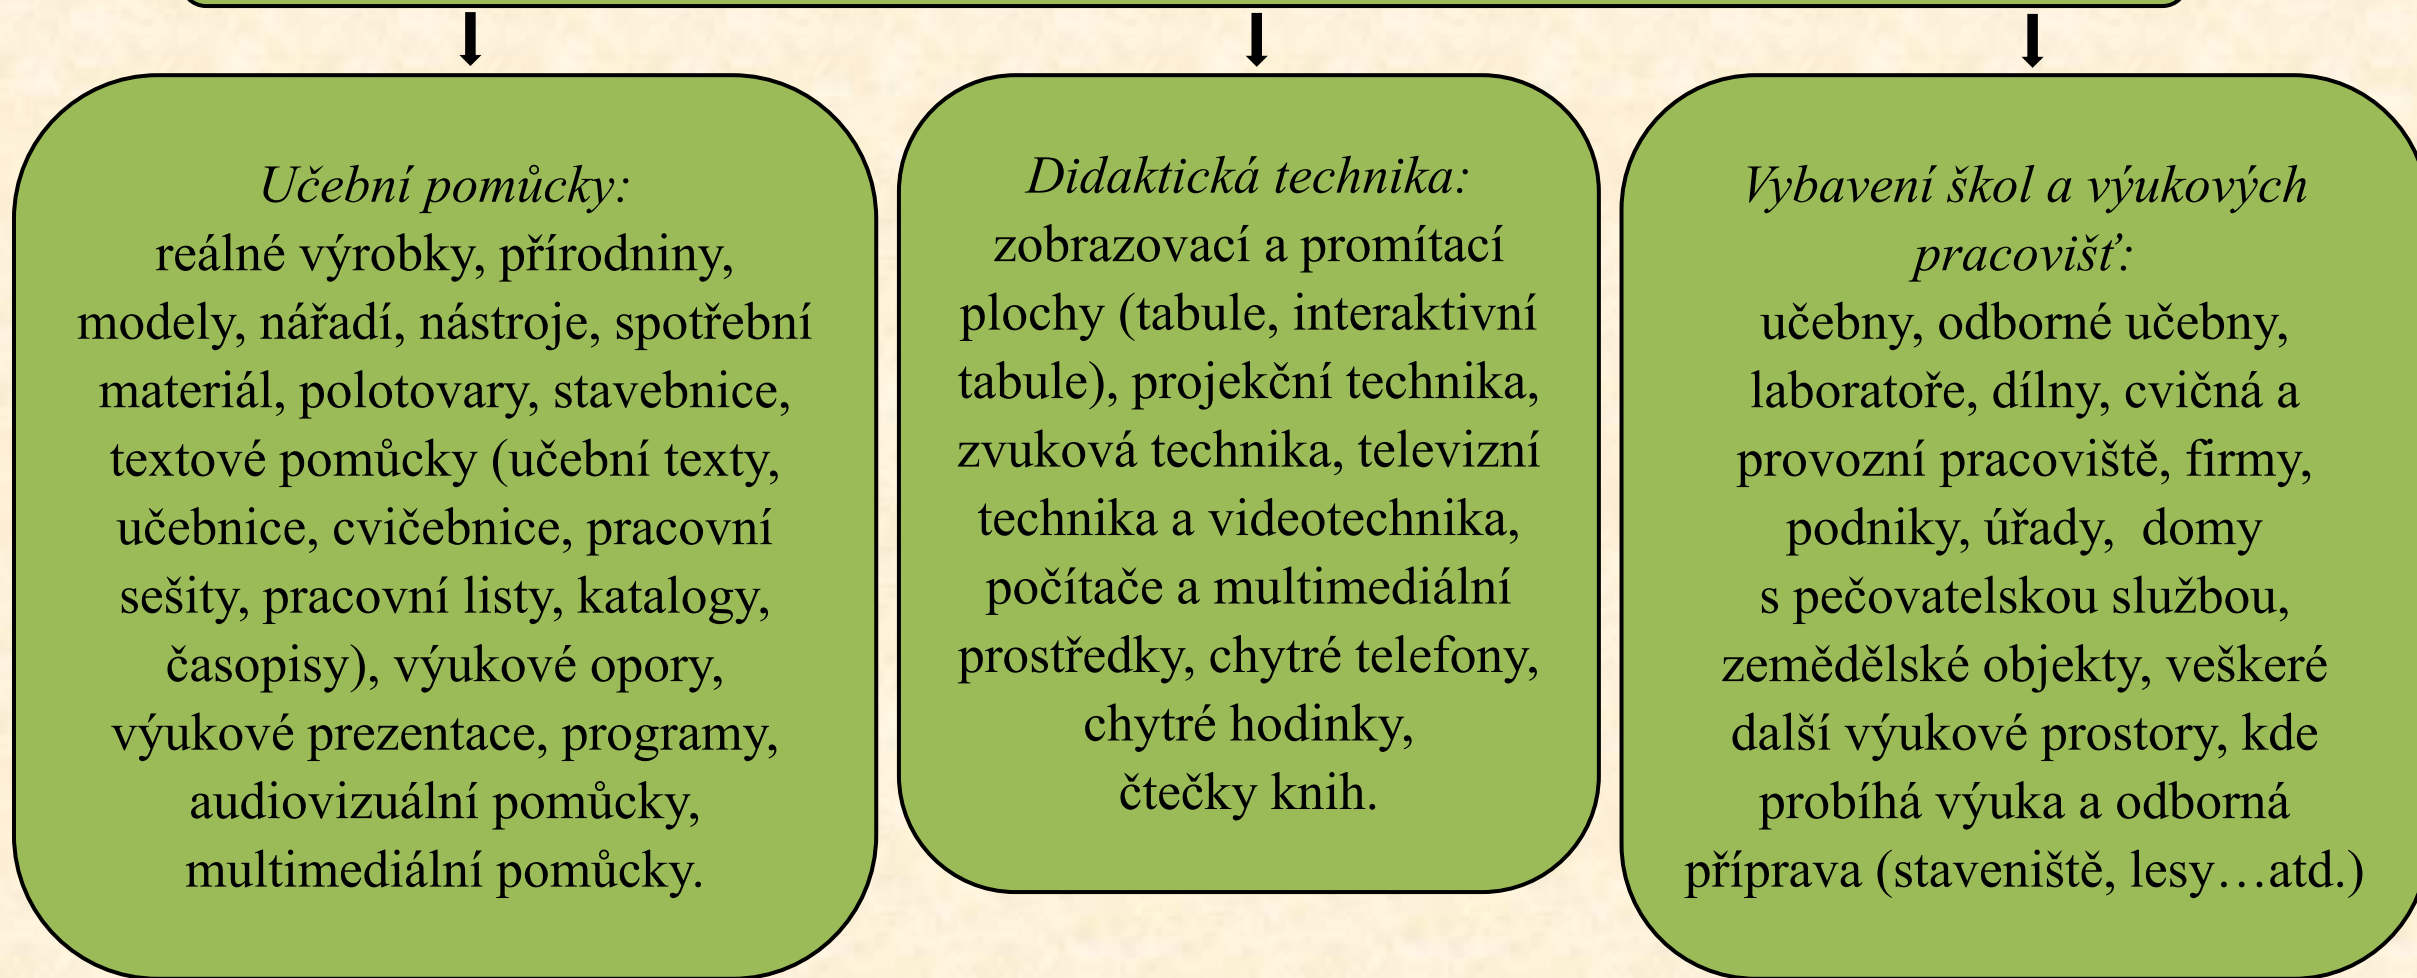 Učební pomůcky:
reálné výrobky, přírodniny,
modely, nářadí, nástroje, spotřební
materiál, polotovary, stavebnice,
textové pomůcky (učební texty,
učebnice, cvičebnice, pracovní
sešity, pracovní listy, katalogy,
časopisy), výukové opory,
výukové prezentace, programy,
audiovizuální pomůcky,
multimediální pomůcky.
Didaktická technika:
zobrazovací a promítací
plochy (tabule, interaktivní
tabule), projekční technika,
zvuková technika, televizní
technika a videotechnika,
počítače a multimediální
prostředky, chytré telefony,
chytré hodinky,
čtečky knih.
Vybavení škol a výukových
pracovišť:
učebny, odborné učebny,
laboratoře, dílny, cvičná a
provozní pracoviště, firmy,
podniky, úřady,  domy
s pečovatelskou službou,
zemědělské objekty, veškeré
další výukové prostory, kde
probíhá výuka a odborná
příprava (staveniště, lesy…atd.)